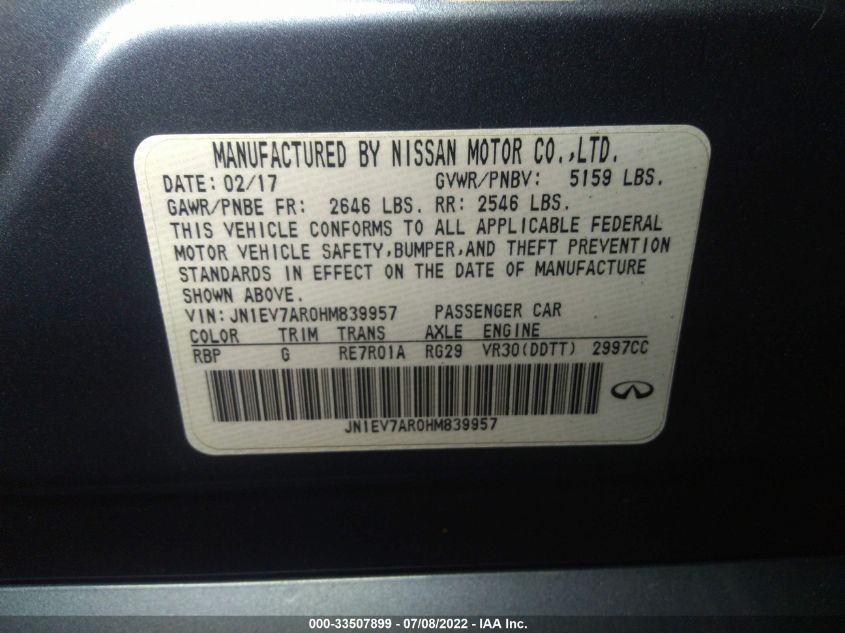 MANUFACTURED BY NISSAN MOTOR CO.,LTD.
DATE: 02/17 GVWR/PNBV: 5159 LBS.
GAWR/PNBE FR: 2646 LBS. RR: 2546 LBS.
THIS VEHICLE CONFORMS TO ALL APPLICABLE FEDERAL
MOTOR VEHICLE SAFETY,BUMPER,AND THEFT PREVENTION
STANDARDS IN EFFECT ON THE DATE OF MANUFACTURE
SHOWN ABOVE.
VIN: JN1EV7AR0HM839957 PASSENGER CAR
COLOR TRIM TRANS AXLE ENGINE
RBP G RE7R01A RG29 VR30(DDTT) 2997CC
JN1EV7AR0HM839957
000-33507899 - 07/08/2022 - IAA Inc.